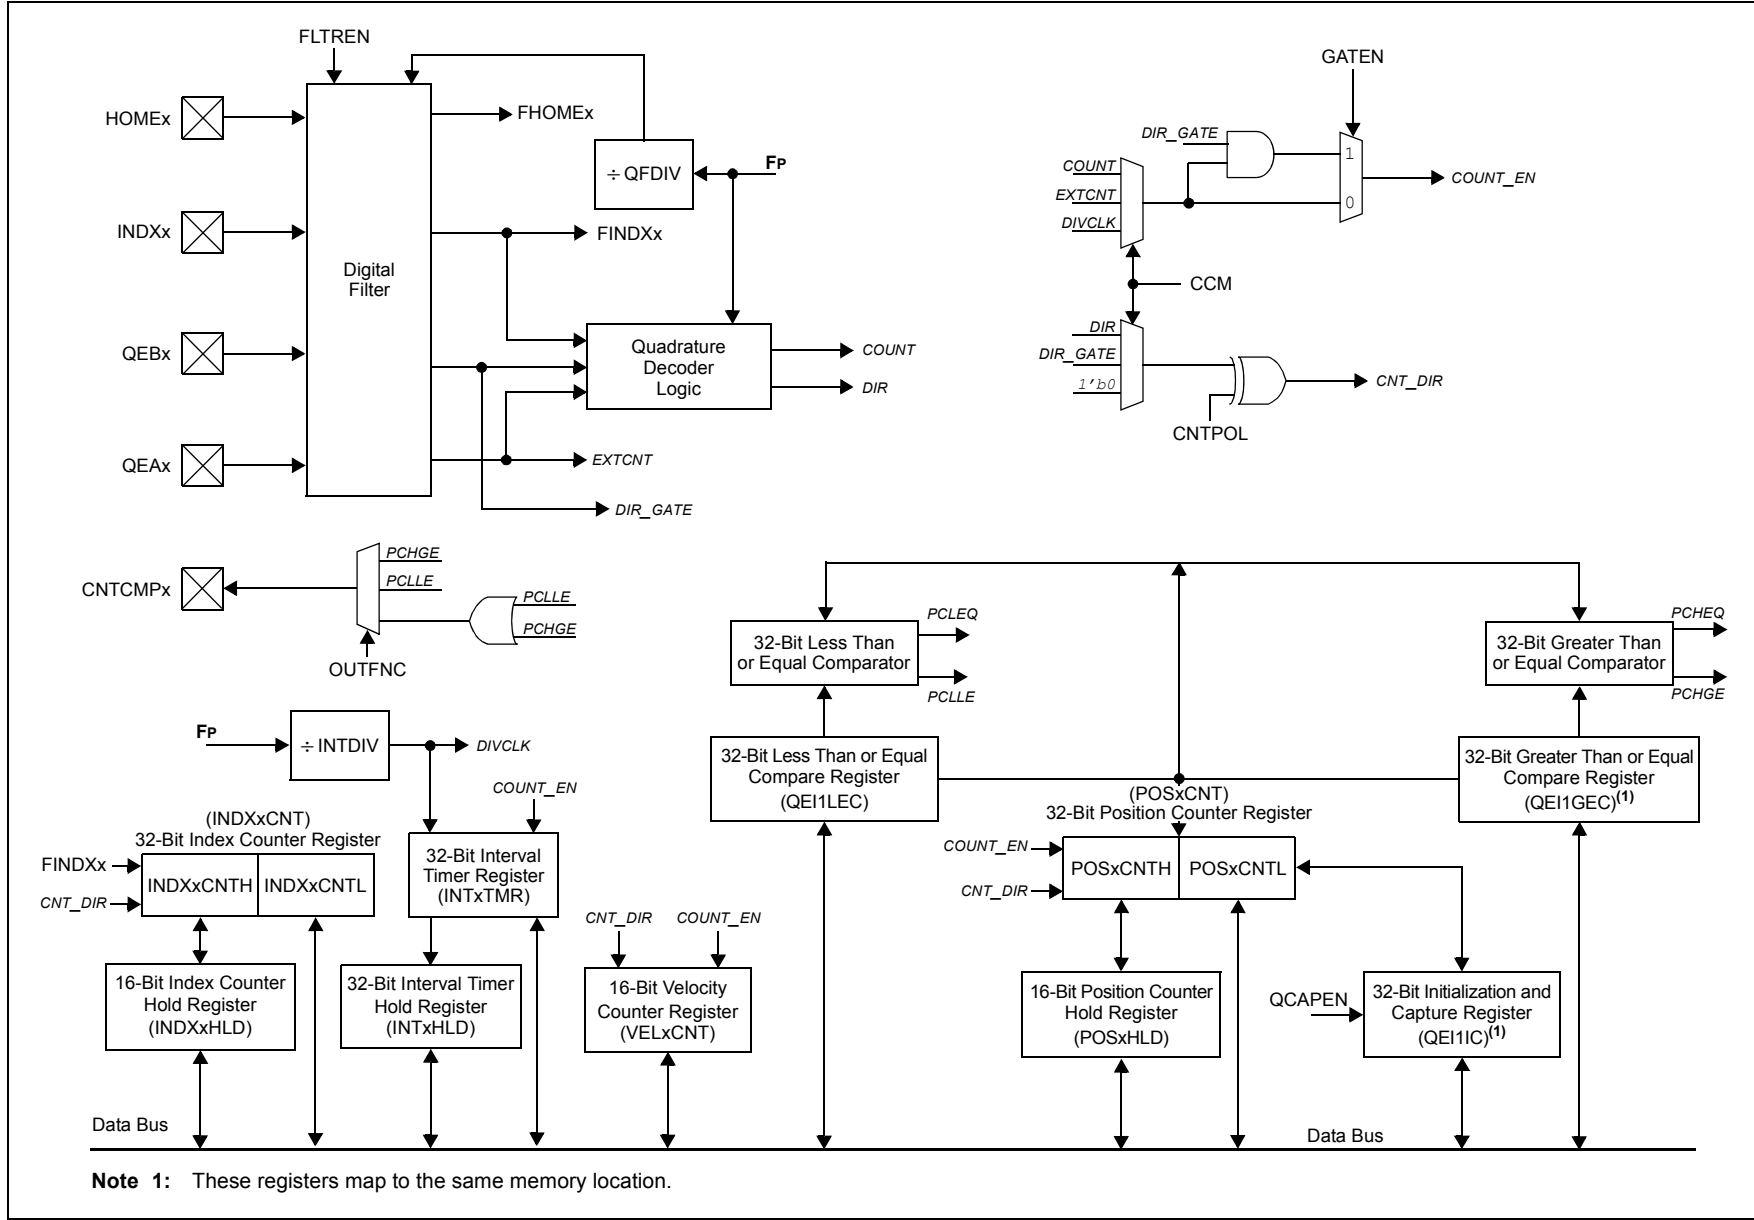 FLTREN
HOMEx
FHOMEx
÷ QFDIV
FP
INDXx
FINDXx
Digital
Filter
QEBx
Quadrature
Decoder
Logic
COUNT
DIR
QEAx
EXTCNT
DIR_GATE
GATEN
DIR_GATE
COUNT
EXTCNT
DIVCLK
1
0
COUNT_EN
CCM
DIR
DIR_GATE
1'b0
CNT_DIR
CNTPOL
CNTCMPx
PCHGE
PCLLE
PCLLE
PCHGE
OUTFNC
32-Bit Less Than
or Equal Comparator
PCLEQ
PCLLE
32-Bit Greater Than
or Equal Comparator
PCHEQ
PCHGE
FP
÷ INTDIV
DIVCLK
COUNT_EN
32-Bit Less Than or Equal
Compare Register
(QEI1LEC)
32-Bit Greater Than or Equal
Compare Register
(QEI1GEC)(1)
(POSxCNT)
32-Bit Position Counter Register
(INDXxCNT)
32-Bit Index Counter Register
FINDXx
CNT_DIR
INDXxCNTH
INDXxCNTL
32-Bit Interval
Timer Register
(INTxTMR)
COUNT_EN
CNT_DIR
POSxCNTH
POSxCNTL
CNT_DIR
COUNT_EN
16-Bit Index Counter
Hold Register
(INDXxHLD)
32-Bit Interval Timer
Hold Register
(INTxHLD)
16-Bit Velocity
Counter Register
(VELxCNT)
16-Bit Position Counter
Hold Register
(POSxHLD)
QCAPEN
32-Bit Initialization and
Capture Register
(QEI1IC)(1)
Data Bus
Data Bus
Note 1: These registers map to the same memory location.